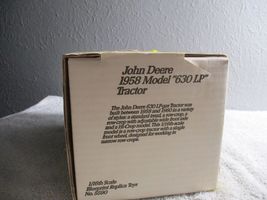 John Deere
1958 Model "630 LP"
Tractor
The John Deere 630 LPgas Tractor was
built between 1958 and 1960 in a variety
of styles: a standard tread, a row-crop, a
row-crop with adjustable wide front axle
and a Hi-Crop model. This 1/16th scale
model is a row-crop tractor with a single
front wheel, designed for working in
narrow row crops.
1/16th Scale
Blueprint Replica Toys
No. 5590